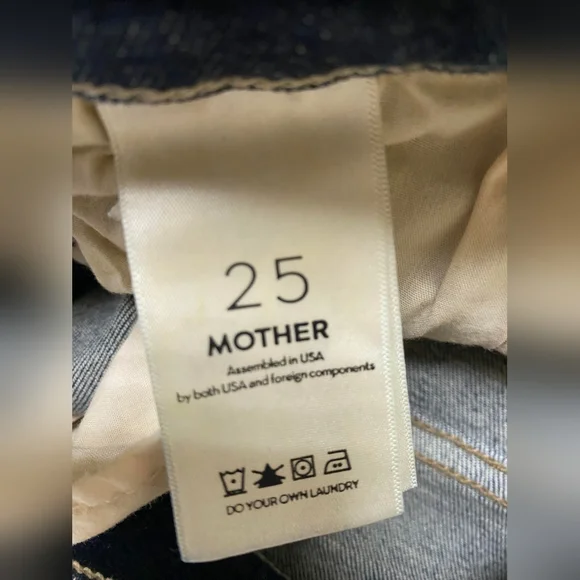 25
MOTHER
Assembled in USA
by both USA and foreign components
DO YOUR OWN LAUNDRY